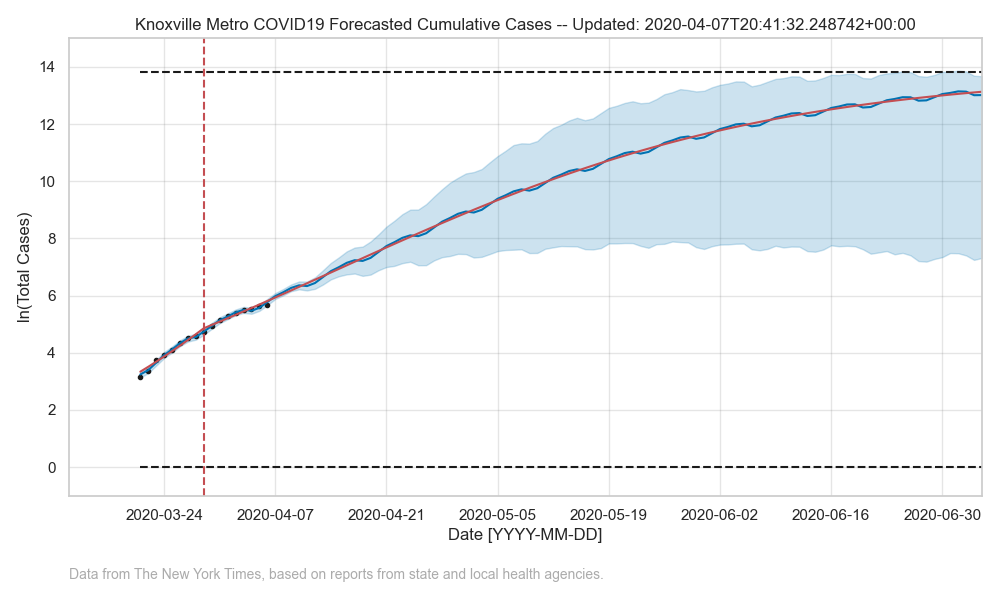 Knoxville Metro COVID19 Forecasted Cumulative Cases -- Updated: 2020-04-07T20:41:32.248742+00:00
14
12
10
8
6
4
2
0
ln(Total Cases)
2020-03-24 2020-04-07 2020-04-21 2020-05-05 2020-05-19 2020-06-02 2020-06-16 2020-06-30
Date [YYYY-MM-DD]
Data from The New York Times, based on reports from state and local health agencies.